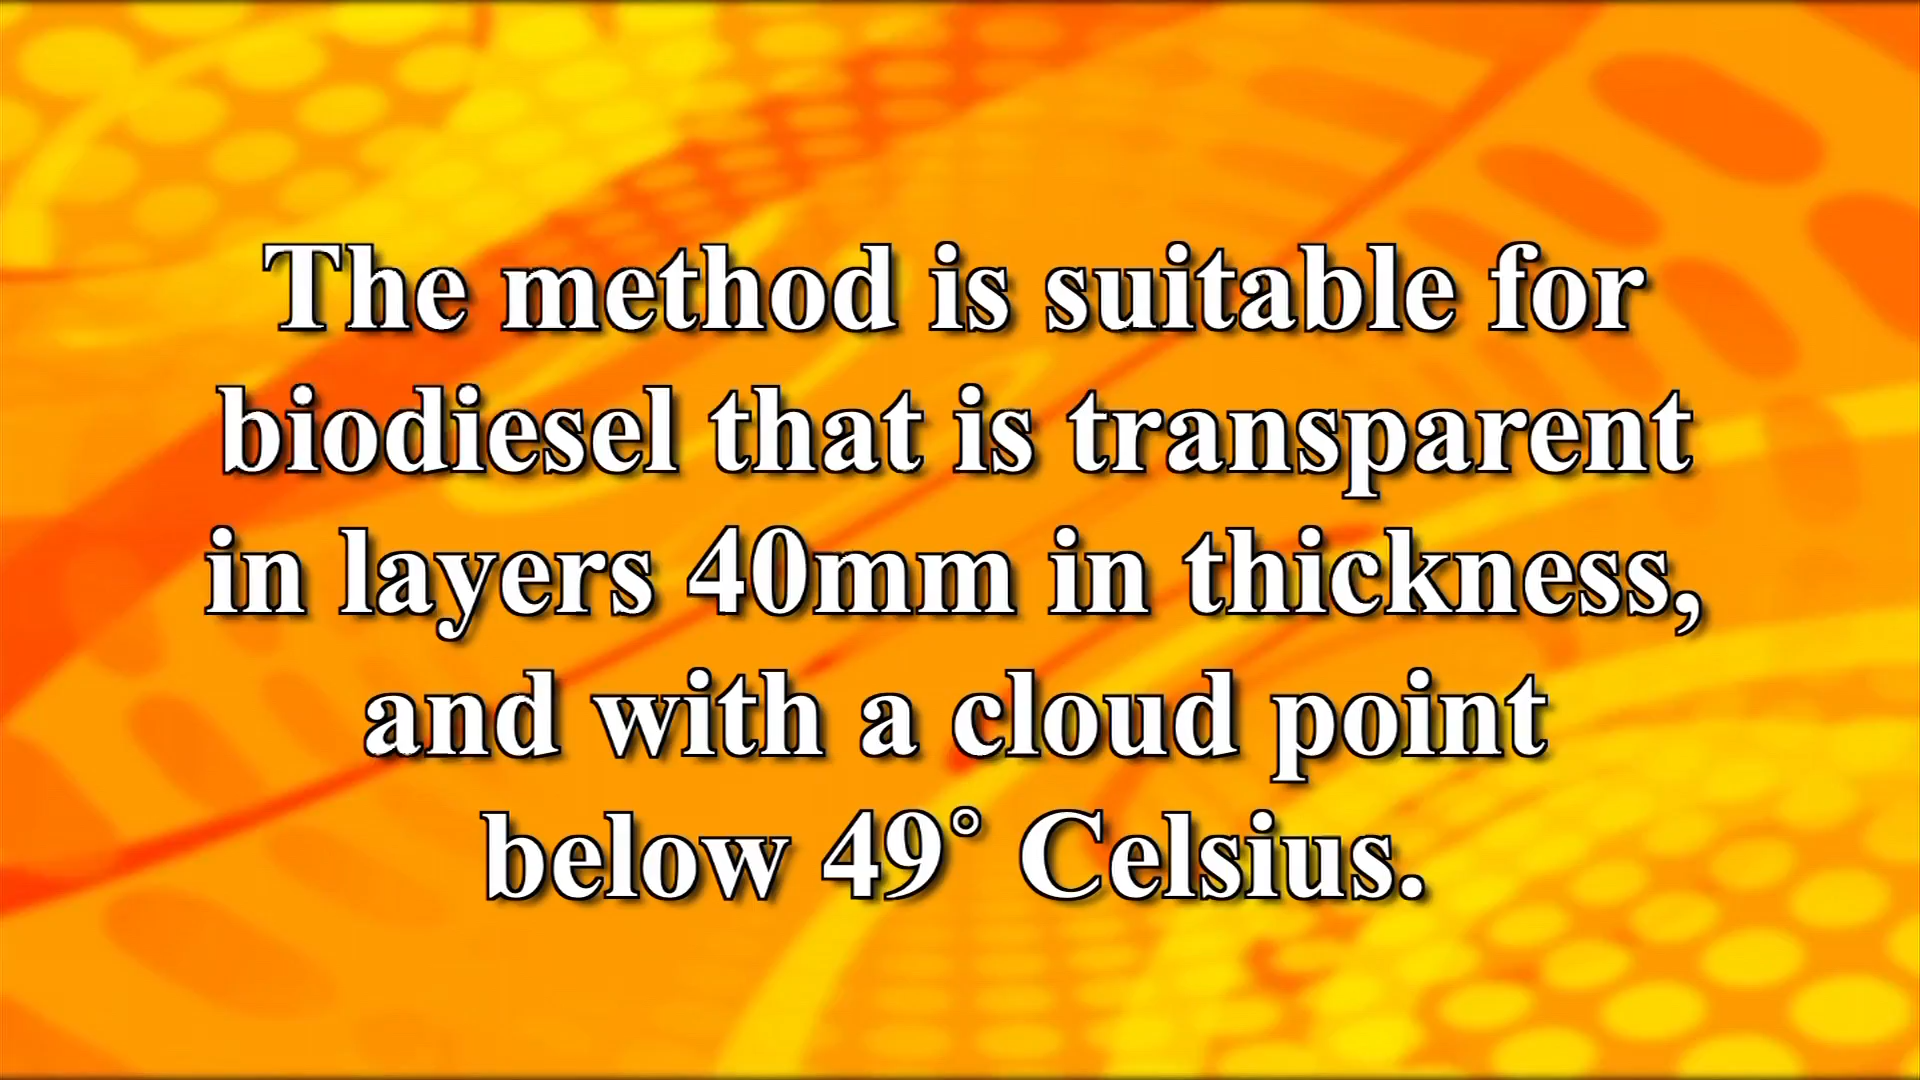 The method is suitable for
biodiesel that is transparent
in layers 40mm in thickness,
and with a cloud point
below 49° Celsius.